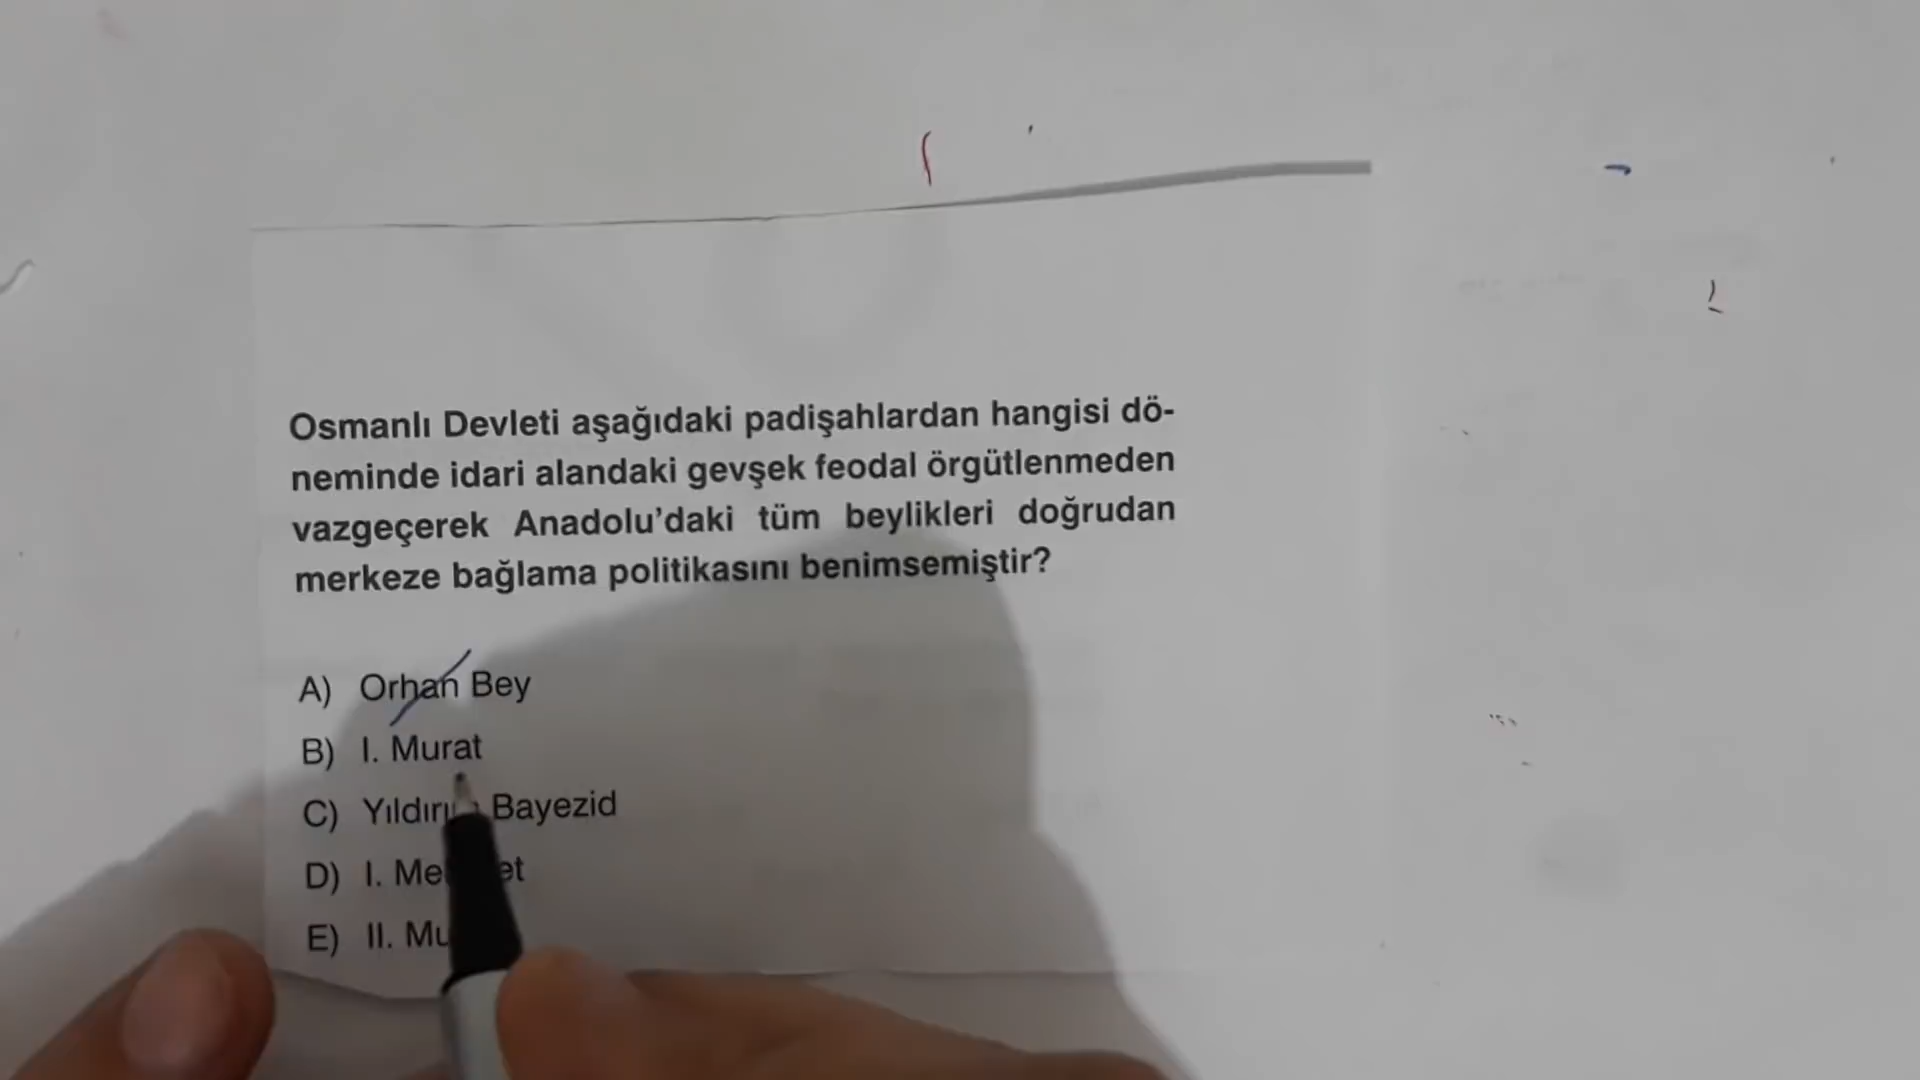 Osmanlı Devleti aşağıdaki padişahlardan hangisi dö-
neminde idari alandaki gevşek feodal örgütlenmeden
vazgeçerek Anadolu'daki tüm beylikleri doğrudan
merkeze bağlama politikasını benimsemiştir?
A) Orhan Bey
B) I. Murat
C) Bayezid
D) I.
E) II.